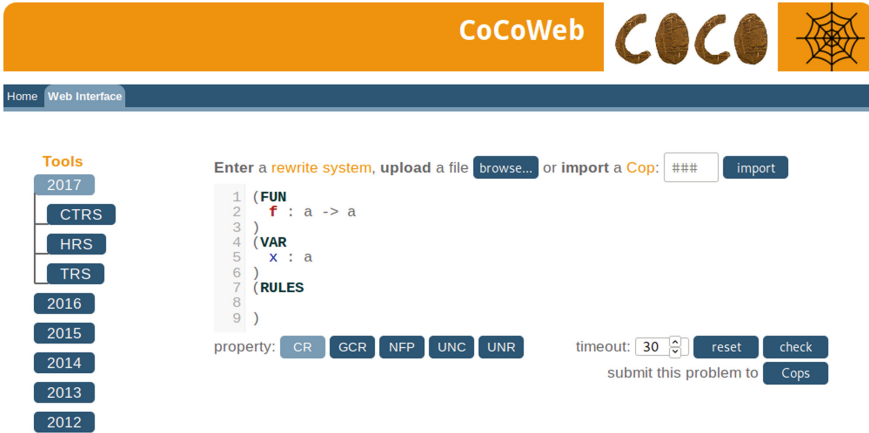 CoCoWeb COCO
Home Web Interface
Tools
2017
CTRS
HRS
TRS
2016
2015
2014
2013
2012
Enter a rewrite system, upload a file browse... or import a Cop: ### import
1 (FUN
2 f : a -> a
3 )
4 (VAR
5 x : a
6 )
7 (RULES
8
9 )
property: CR GCR NFP UNC UNR timeout: 30 reset check
submit this problem to Cops